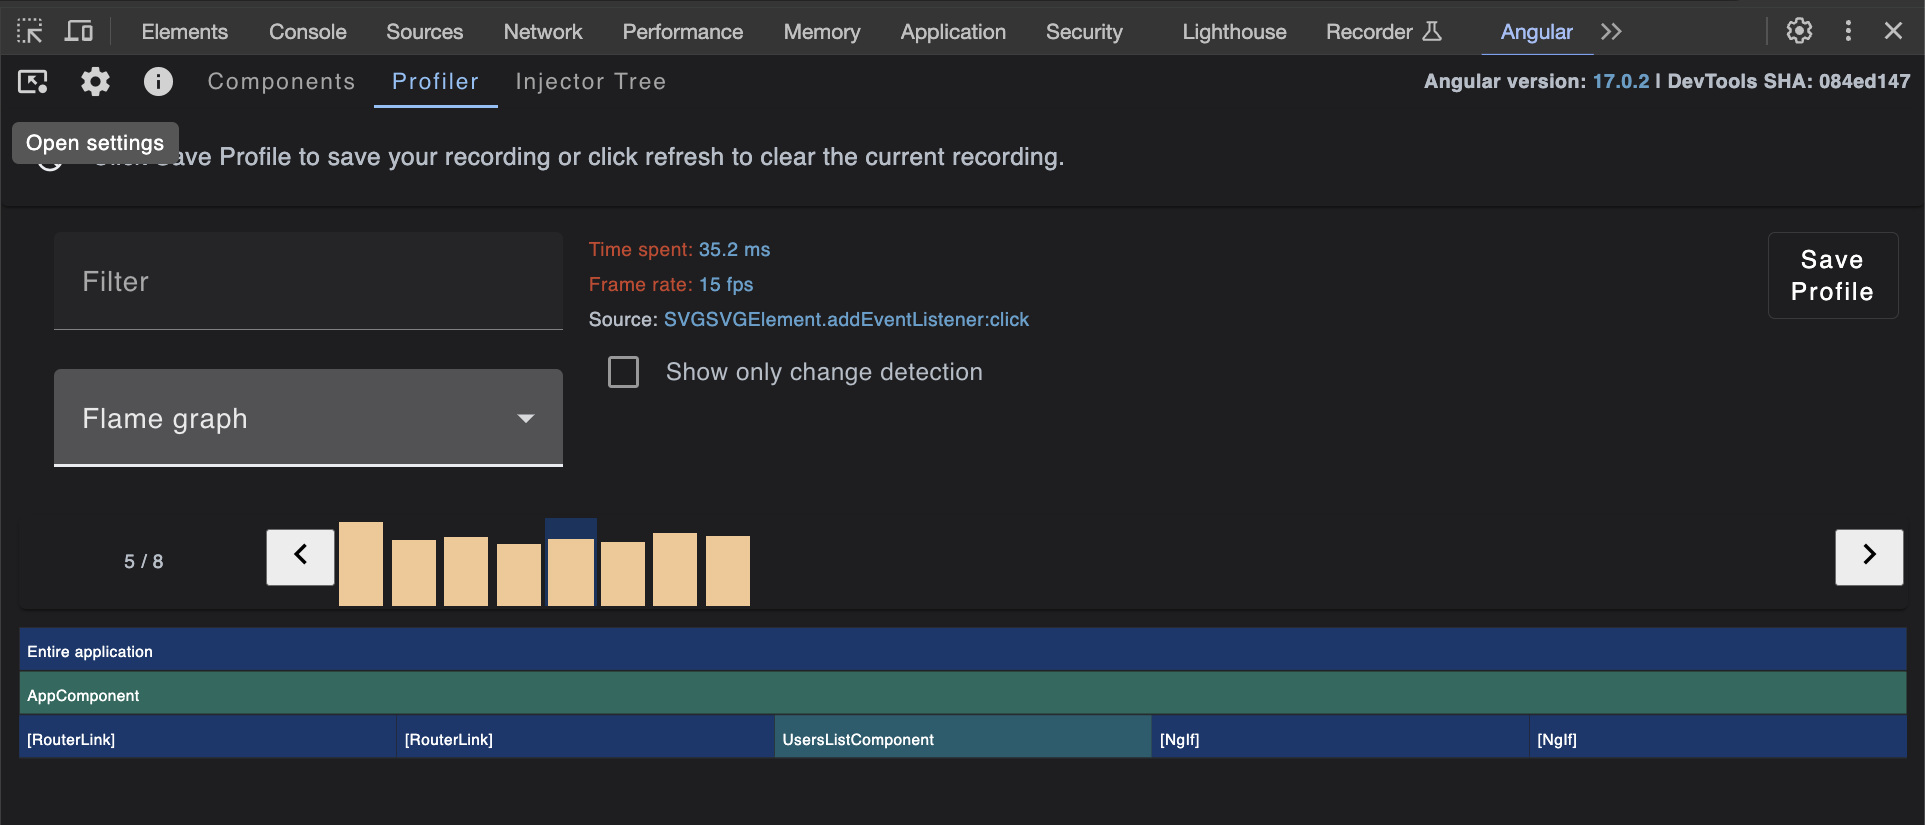 Elements Console Sources Network Performance Memory Application Security Lighthouse Recorder Angular
Components Profiler Injector Tree Angular version: 17.0.2 | DevTools SHA: 084ed147
Open settings
Save Profile to save your recording or click refresh to clear the current recording.
Filter
Time spent: 35.2 ms
Frame rate: 15 fps
Source: SVGSVGElement.addEventListener:click
Save
Profile
Show only change detection
Flame graph
5 / 8
Entire application
AppComponent
[RouterLink] [RouterLink] UsersListComponent [NgIf] [NgIf]